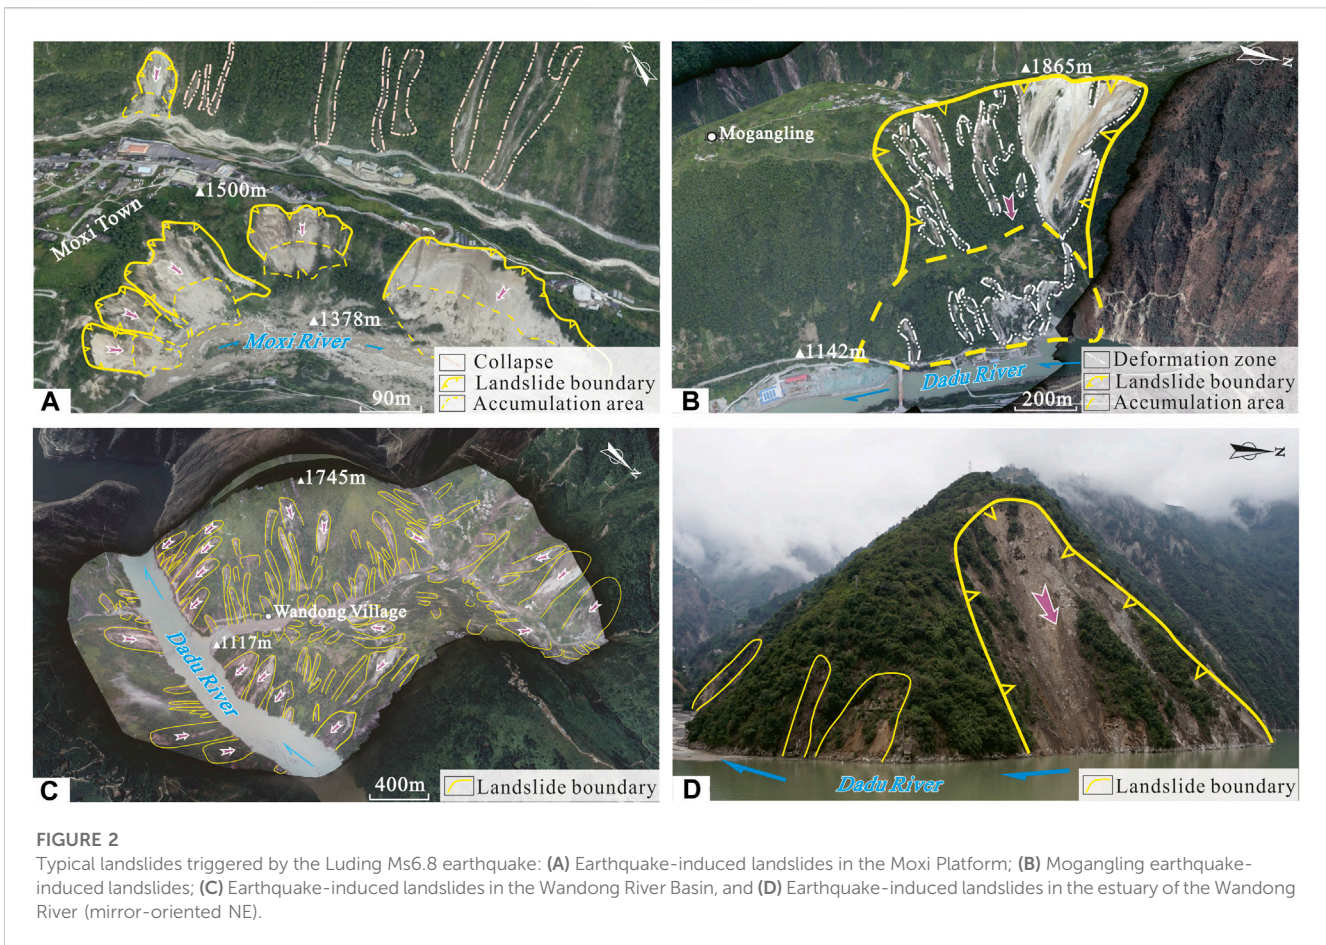 N
▲1500m
Moxi Town
▲1378m
Moxi River
Collapse
Landslide boundary
Accumulation area
A
90m
N
▲1865m
Mogangling
▲1142m
Dadu River
Deformation zone
Landslide boundary
Accumulation area
B
200m
N
▲1745m
Wandong Village
▲1117m
Dadu River
C
400m
Landslide boundary
N
Dadu River
D
Landslide boundary
FIGURE 2
Typical landslides triggered by the Luding Ms6.8 earthquake: (A) Earthquake-induced landslides in the Moxi Platform; (B) Mogangling earthquake-
induced landslides; (C) Earthquake-induced landslides in the Wandong River Basin, and (D) Earthquake-induced landslides in the estuary of the Wandong
River (mirror-oriented NE).